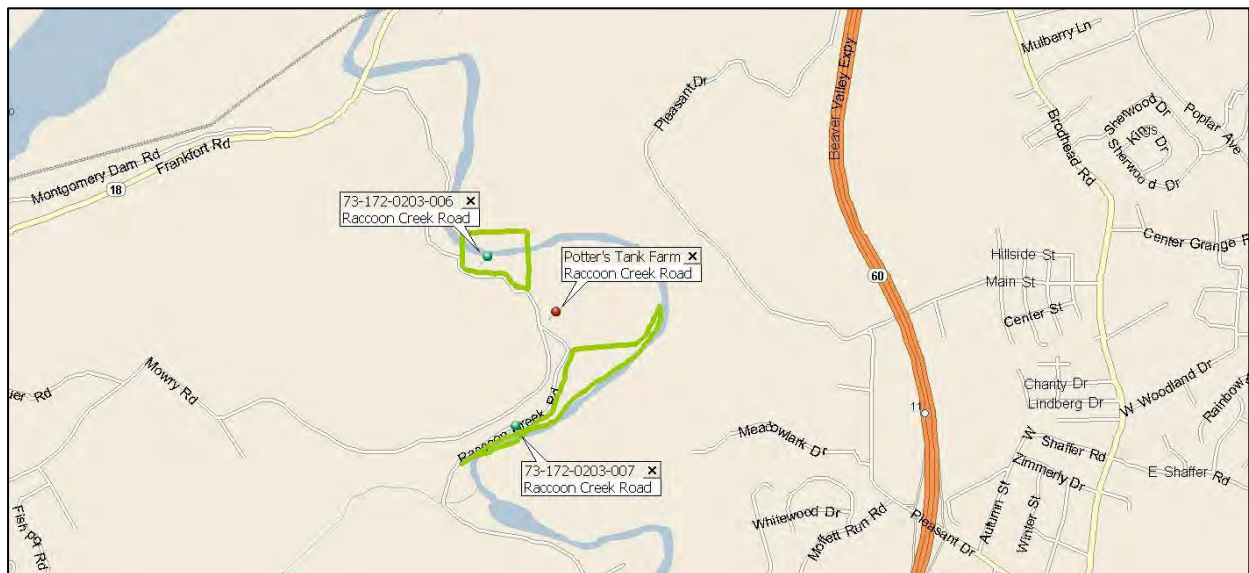 Mulberry Ln
Beaver Valley Expy
Pleasant Dr
Brodhead Rd
Sherwood Dr
Kings Dr
Sherwood Dr
Poplar Ave
Montgomery Dam Rd
18
Frankfort Rd
73-172-0203-006 ×
Raccoon Creek Road
Potter's Tank Farm ×
Raccoon Creek Road
60
Hillside St
Main St
Center St
Center Grange
Mowry Rd
ier Rd
Raccoon Creek Rd
Charity Dr
Lindberg Dr
W Woodland Dr
Rainbow
11
Meadowlark Dr
W
Shaffer Rd
E Shaffer Rd
Zimmerly Dr
73-172-0203-007 ×
Raccoon Creek Road
Whitewood Dr
Moffett Run Rd
Pleasant Dr
Autumn St
Winter St
Fishpot Rd